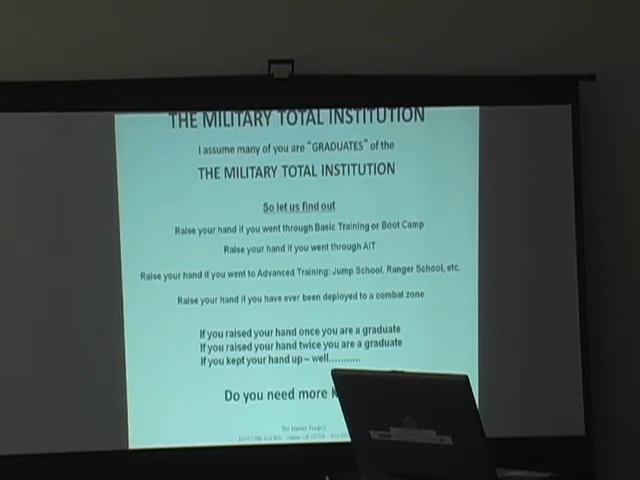 THE MILITARY TOTAL INSTITUTION
I assume many of you are "GRADUATES" of the
THE MILITARY TOTAL INSTITUTION
So let us find out
Raise your hand if you went through Basic Training or Boot Camp
Raise your hand if you went through AIT
Raise your hand if you went to Advanced Training: Jump School, Ranger School, etc.
Raise your hand if you have ever been deployed to a combat zone
If you raised your hand once you are a graduate
If you raised your hand twice you are a graduate
If you kept your hand up – well...........
Do you need more
Project